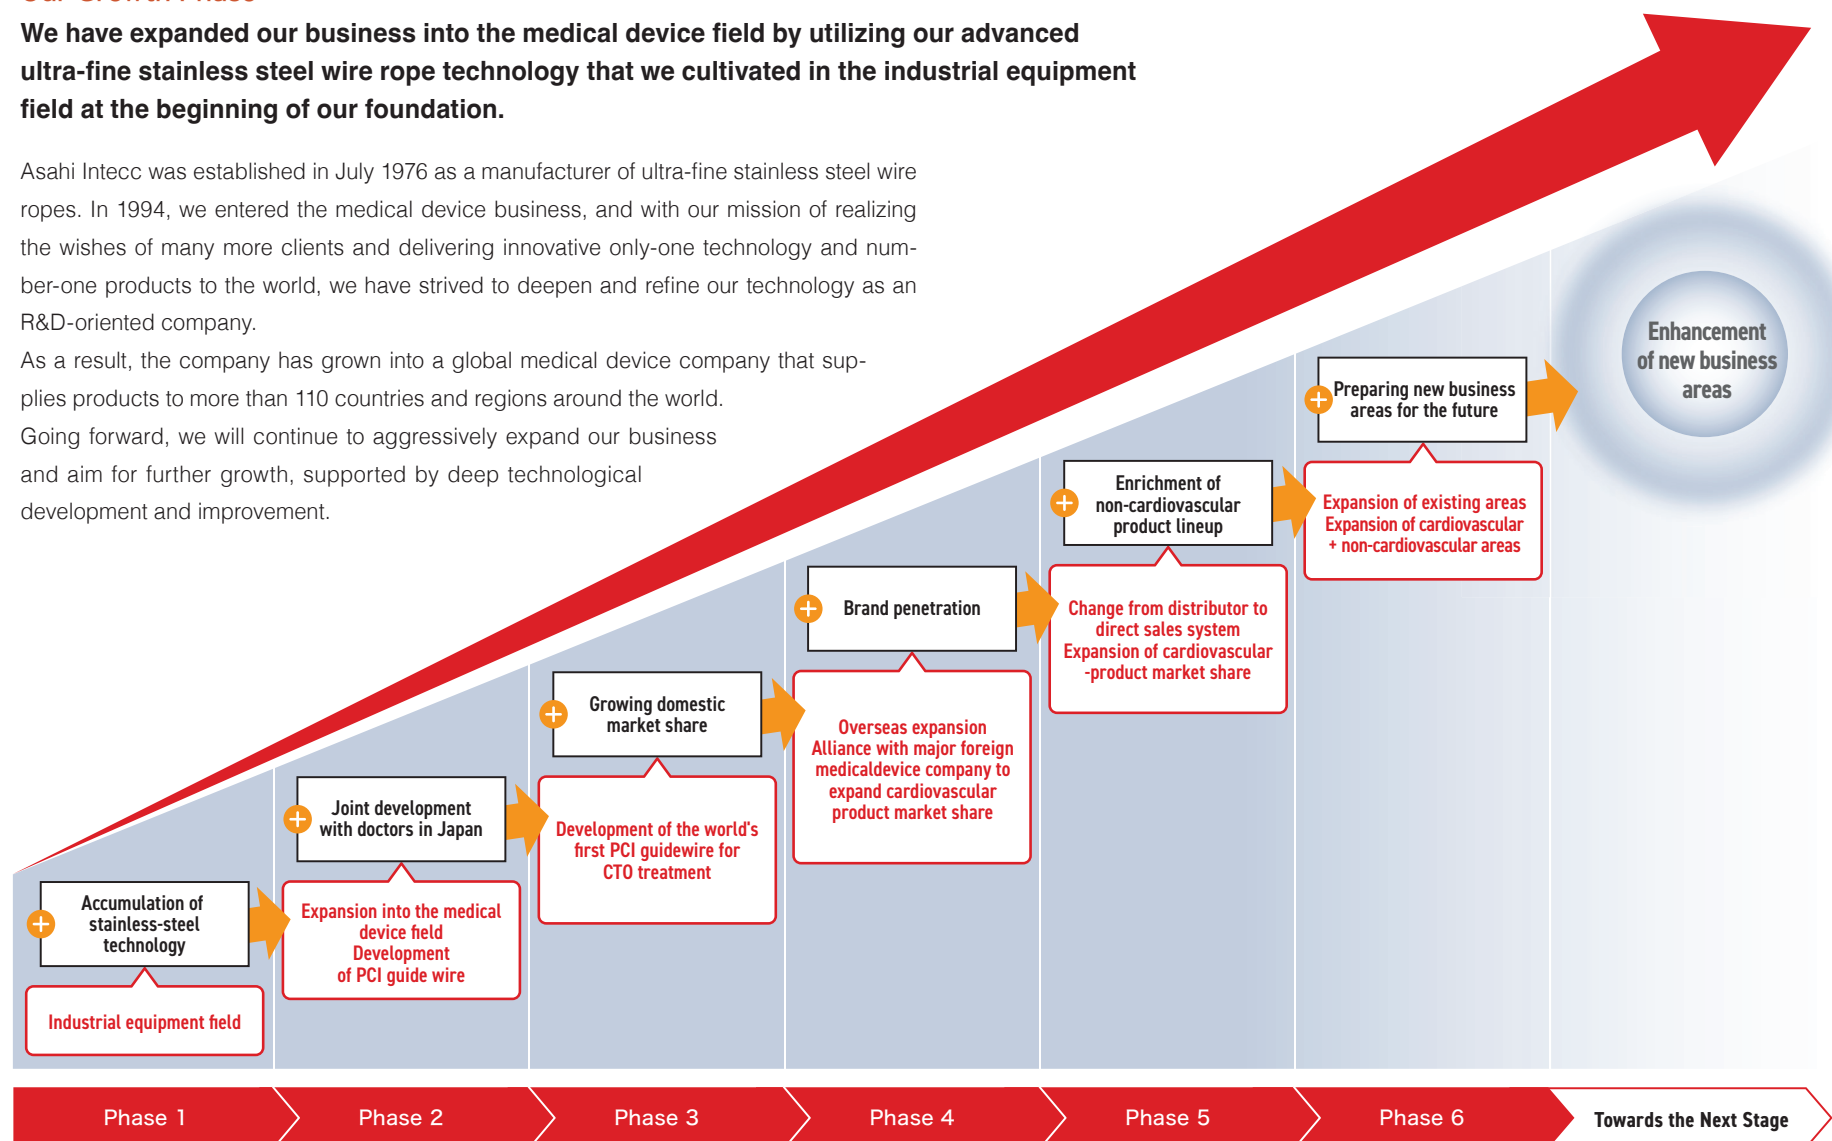 Our Growth Phase
We have expanded our business into the medical device field by utilizing our advanced
ultra-fine stainless steel wire rope technology that we cultivated in the industrial equipment
field at the beginning of our foundation.
Asahi Intecc was established in July 1976 as a manufacturer of ultra-fine stainless steel wire
ropes. In 1994, we entered the medical device business, and with our mission of realizing
the wishes of many more clients and delivering innovative only-one technology and num-
ber-one products to the world, we have strived to deepen and refine our technology as an
R&D-oriented company.
As a result, the company has grown into a global medical device company that sup-
plies products to more than 110 countries and regions around the world.
Going forward, we will continue to aggressively expand our business
and aim for further growth, supported by deep technological
development and improvement.
Accumulation of
stainless-steel
technology
Industrial equipment field
Joint development
with doctors in Japan
Expansion into the medical
device field
Development
of PCI guide wire
Growing domestic
market share
Development of the world's
first PCI guidewire for
CTO treatment
Brand penetration
Overseas expansion
Alliance with major foreign
medicaldevice company to
expand cardiovascular
product market share
Enrichment of
non-cardiovascular
product lineup
Change from distributor to
direct sales system
Expansion of cardiovascular
-product market share
Preparing new business
areas for the future
Expansion of existing areas
Expansion of cardiovascular
+ non-cardiovascular areas
Enhancement
of new business
areas
Phase 1
Phase 2
Phase 3
Phase 4
Phase 5
Phase 6
Towards the Next Stage